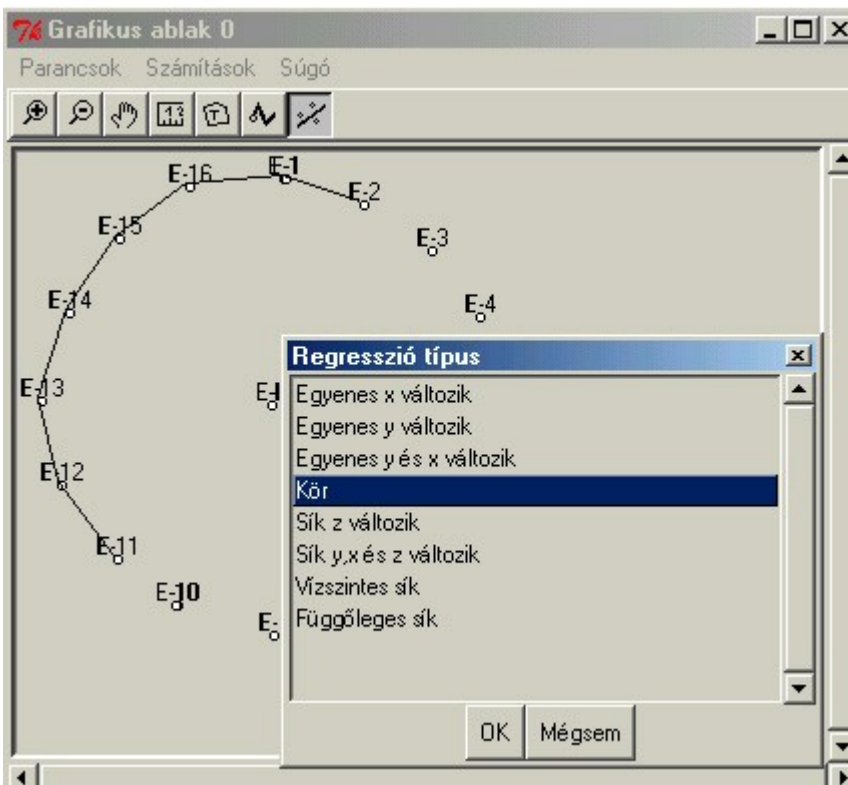 Grafikus ablak 0
Parancsok Számítások Súgó
E-16
E-1
E-2
E-15
E-3
E-14
E-4
E-13
E-12
E-11
E-10
Regresszió típus
Egyenes x változik
Egyenes y változik
Egyenes y és x változik
Kör
Sík z változik
Sík y,x és z változik
Vízszintes sík
Függőleges sík
OK Mégsem